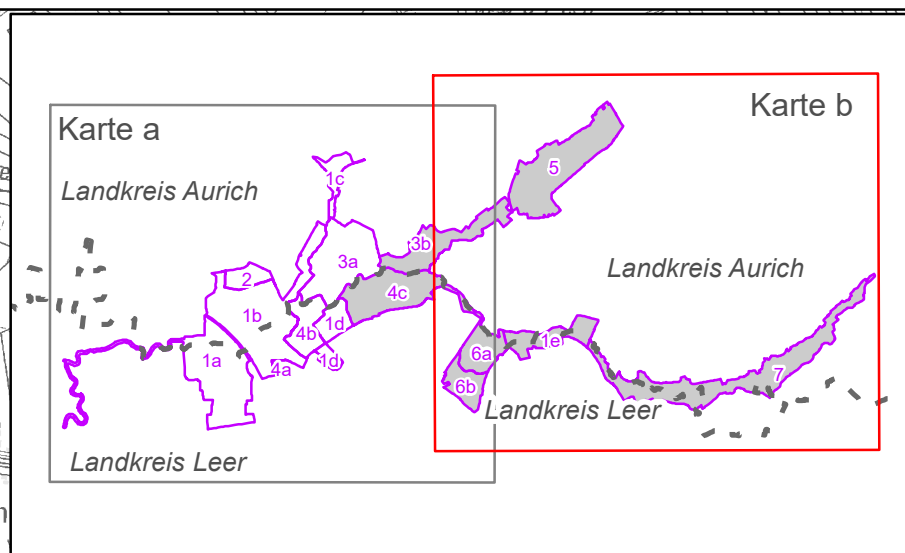 Karte a
Karte b
Landkreis Aurich
1c
5
3b
3a
4c
2
1b
1d
4b
1a
4a
1d
Landkreis Aurich
6a
1e
6b
7
Landkreis Leer
Landkreis Leer